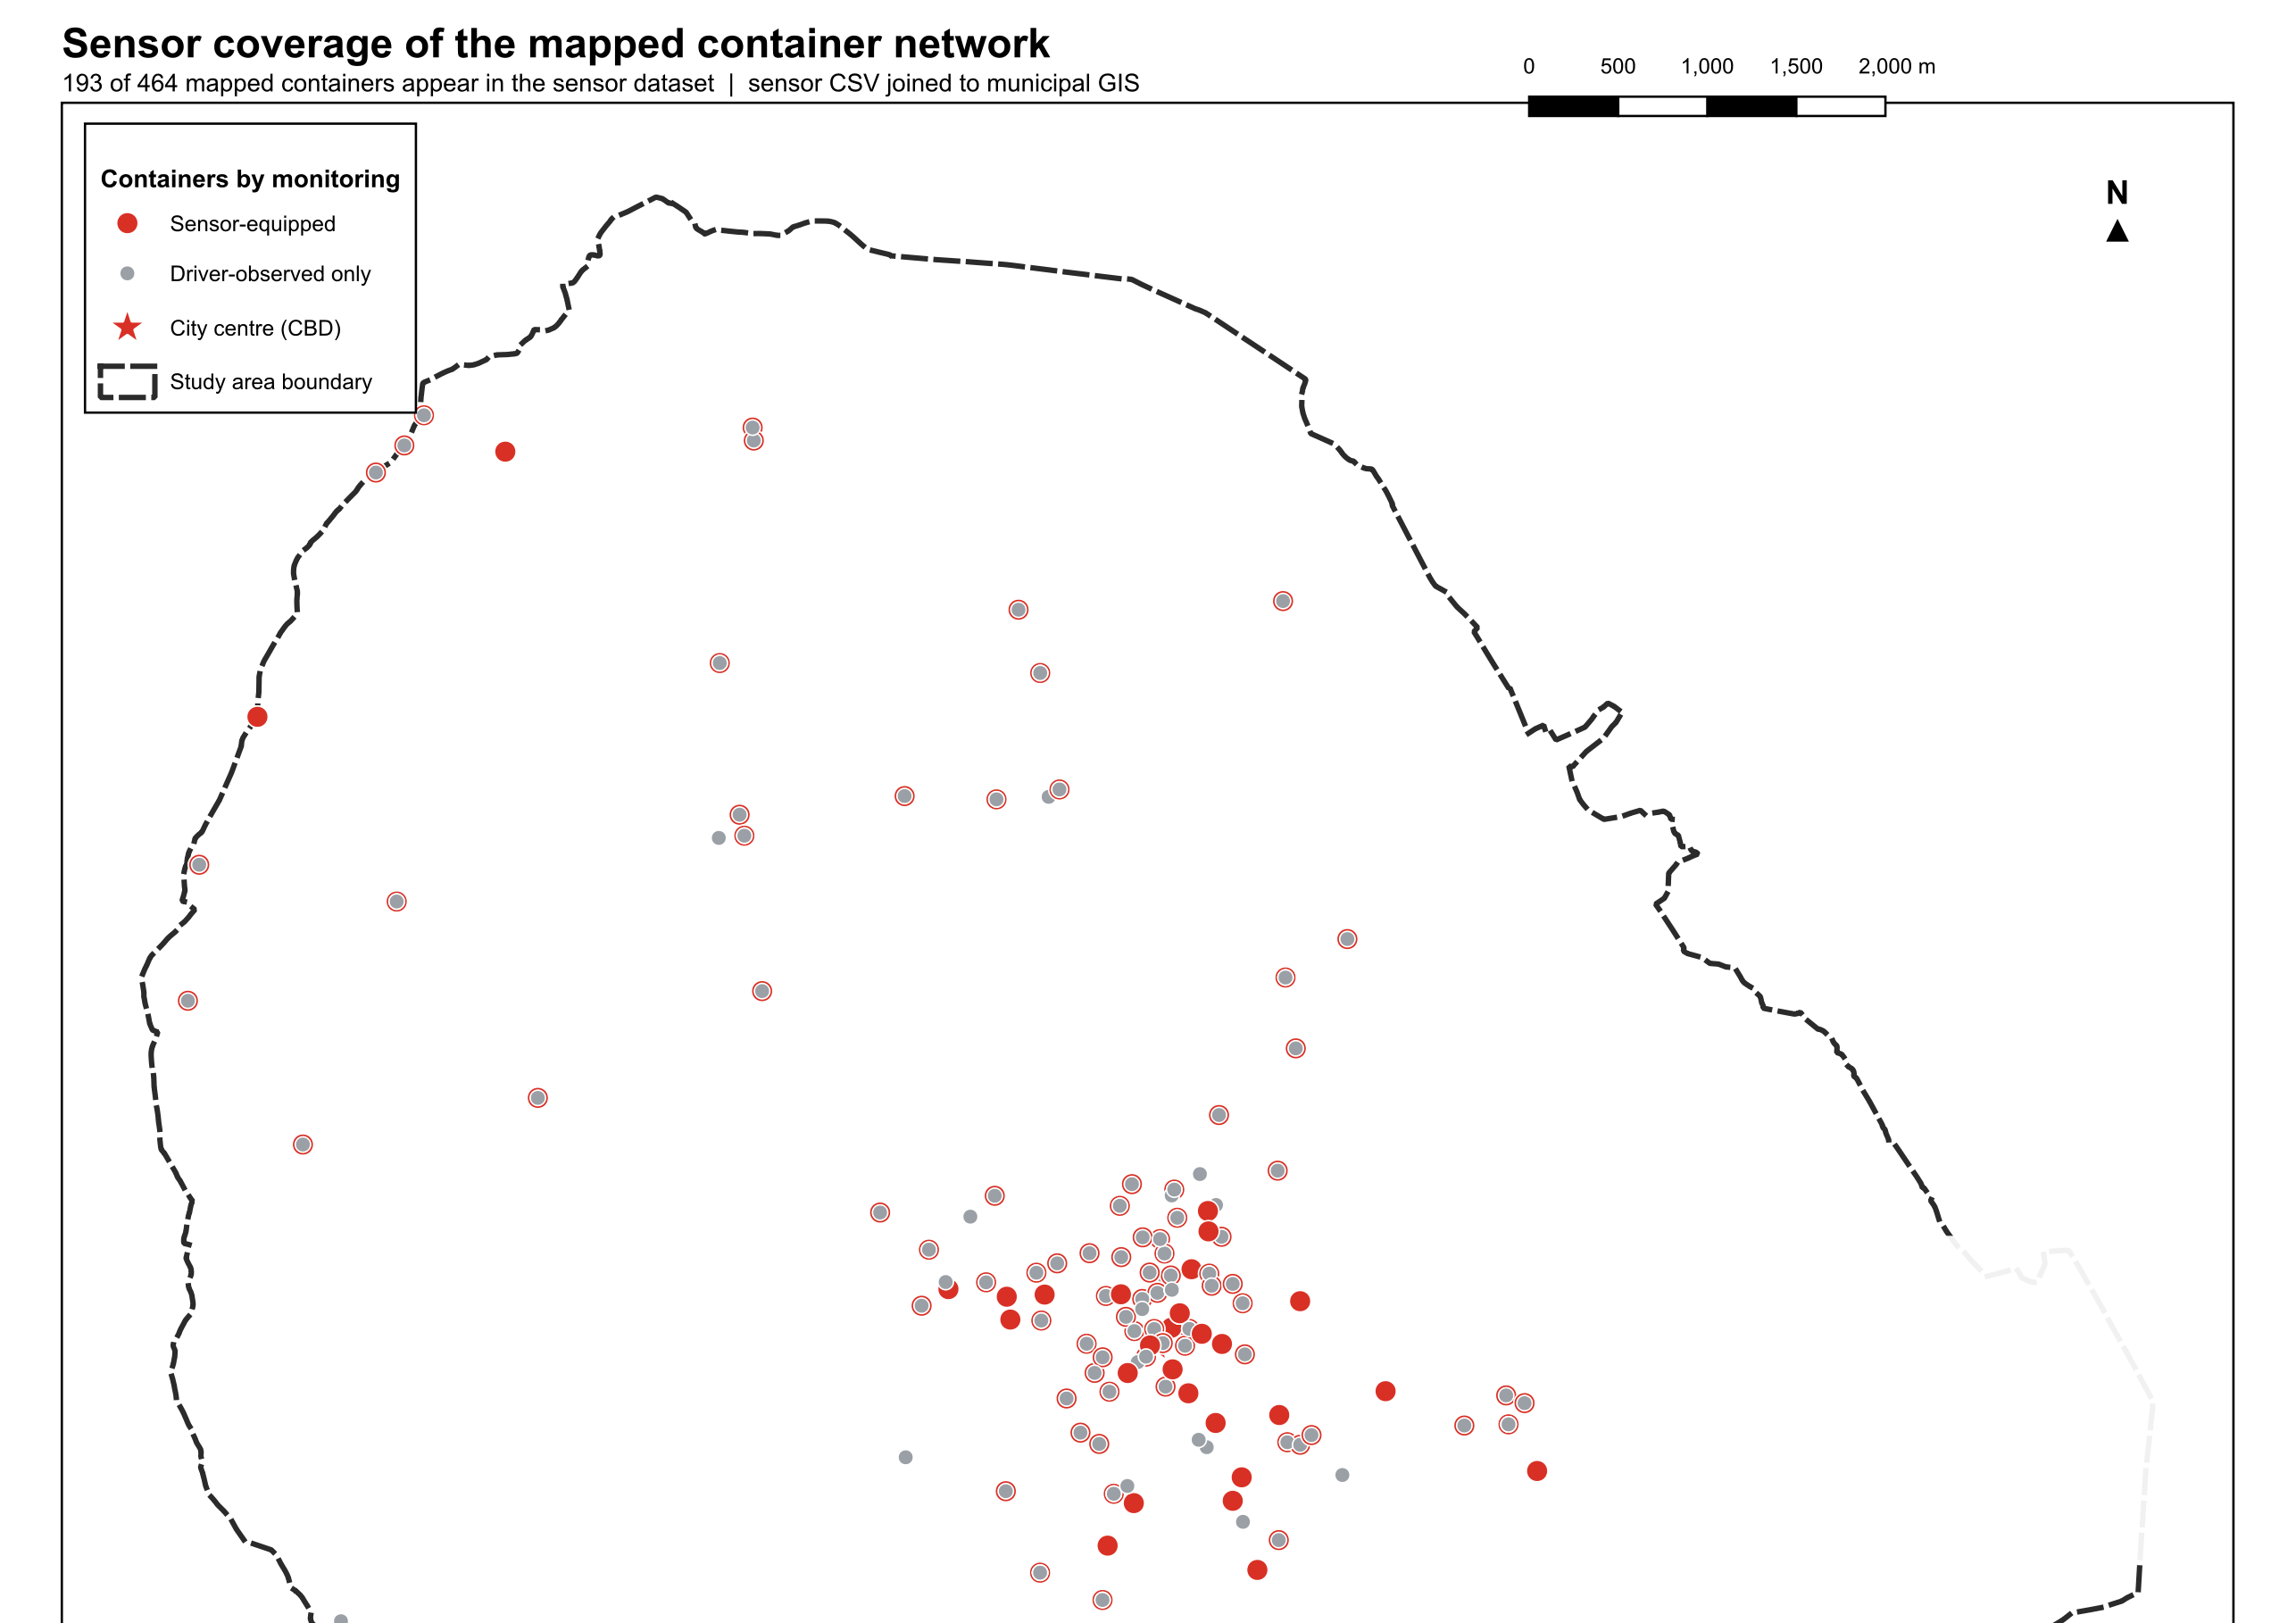 Sensor coverage of the mapped container network
193 of 464 mapped containers appear in the sensor dataset | sensor CSV joined to municipal GIS
0 500 1,000 1,500 2,000 m
N
Containers by monitoring
Sensor-equipped
Driver-observed only
City centre (CBD)
Study area boundary